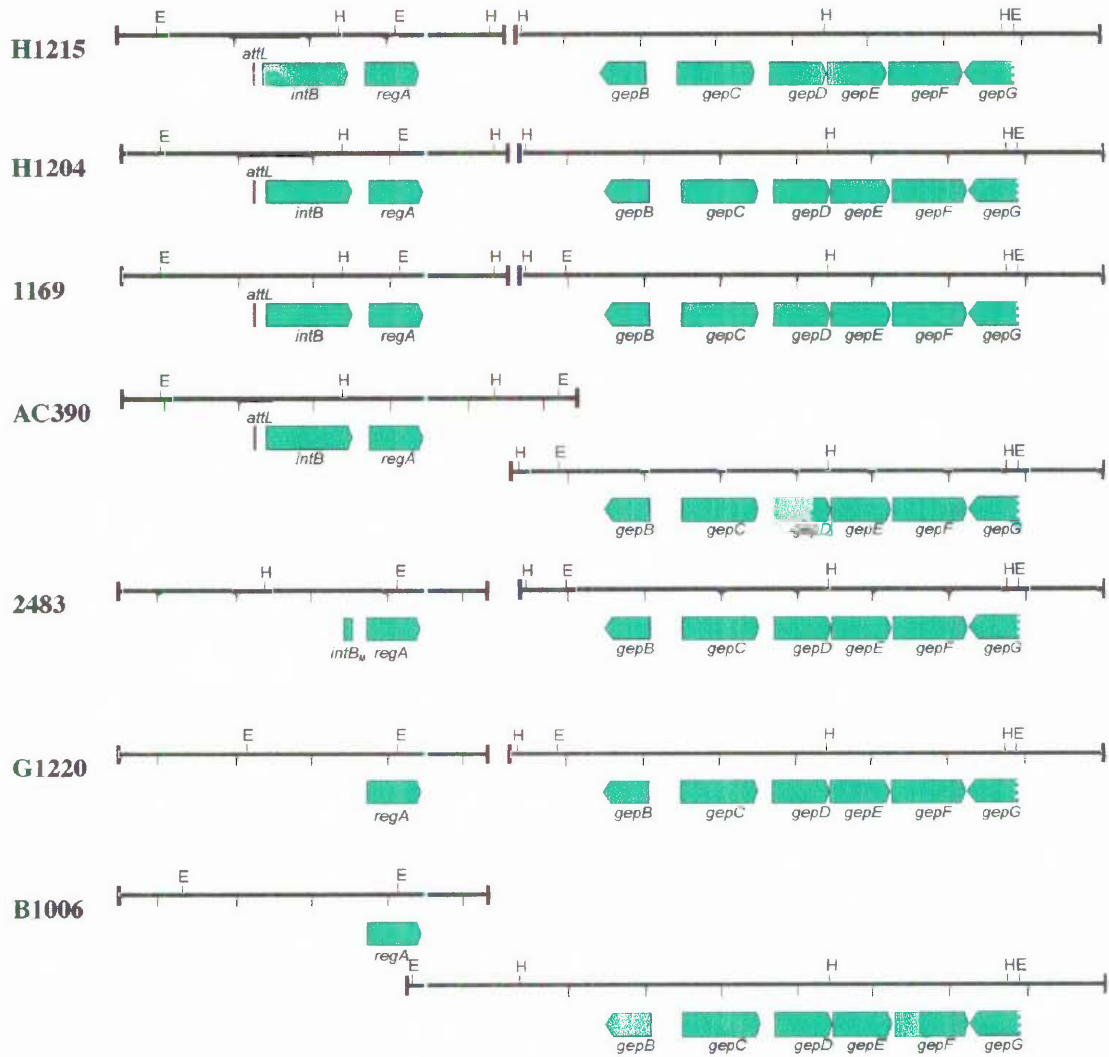 E H E H H H HE
H1215
attL
intB regA gepB gepC gepD gepE gepF gepG
E H E H H H HE
H1204
attL
intB regA gepB gepC gepD gepE gepF gepG
E H E H H E H HE
1169
attL
intB regA gepB gepC gepD gepE gepF gepG
E H H E
AC390
attL
intB regA
H E H HE
gepB gepC gepE gepF gepG
H E H E H HE
2483
intB regA gepB gepC gepD gepE gepF gepG
E E H E H HE
G1220
regA gepB gepC gepD gepE gepF gepG
E E
B1006
regA
E H H HE
gepB gepC gepD gepE gepF gepG